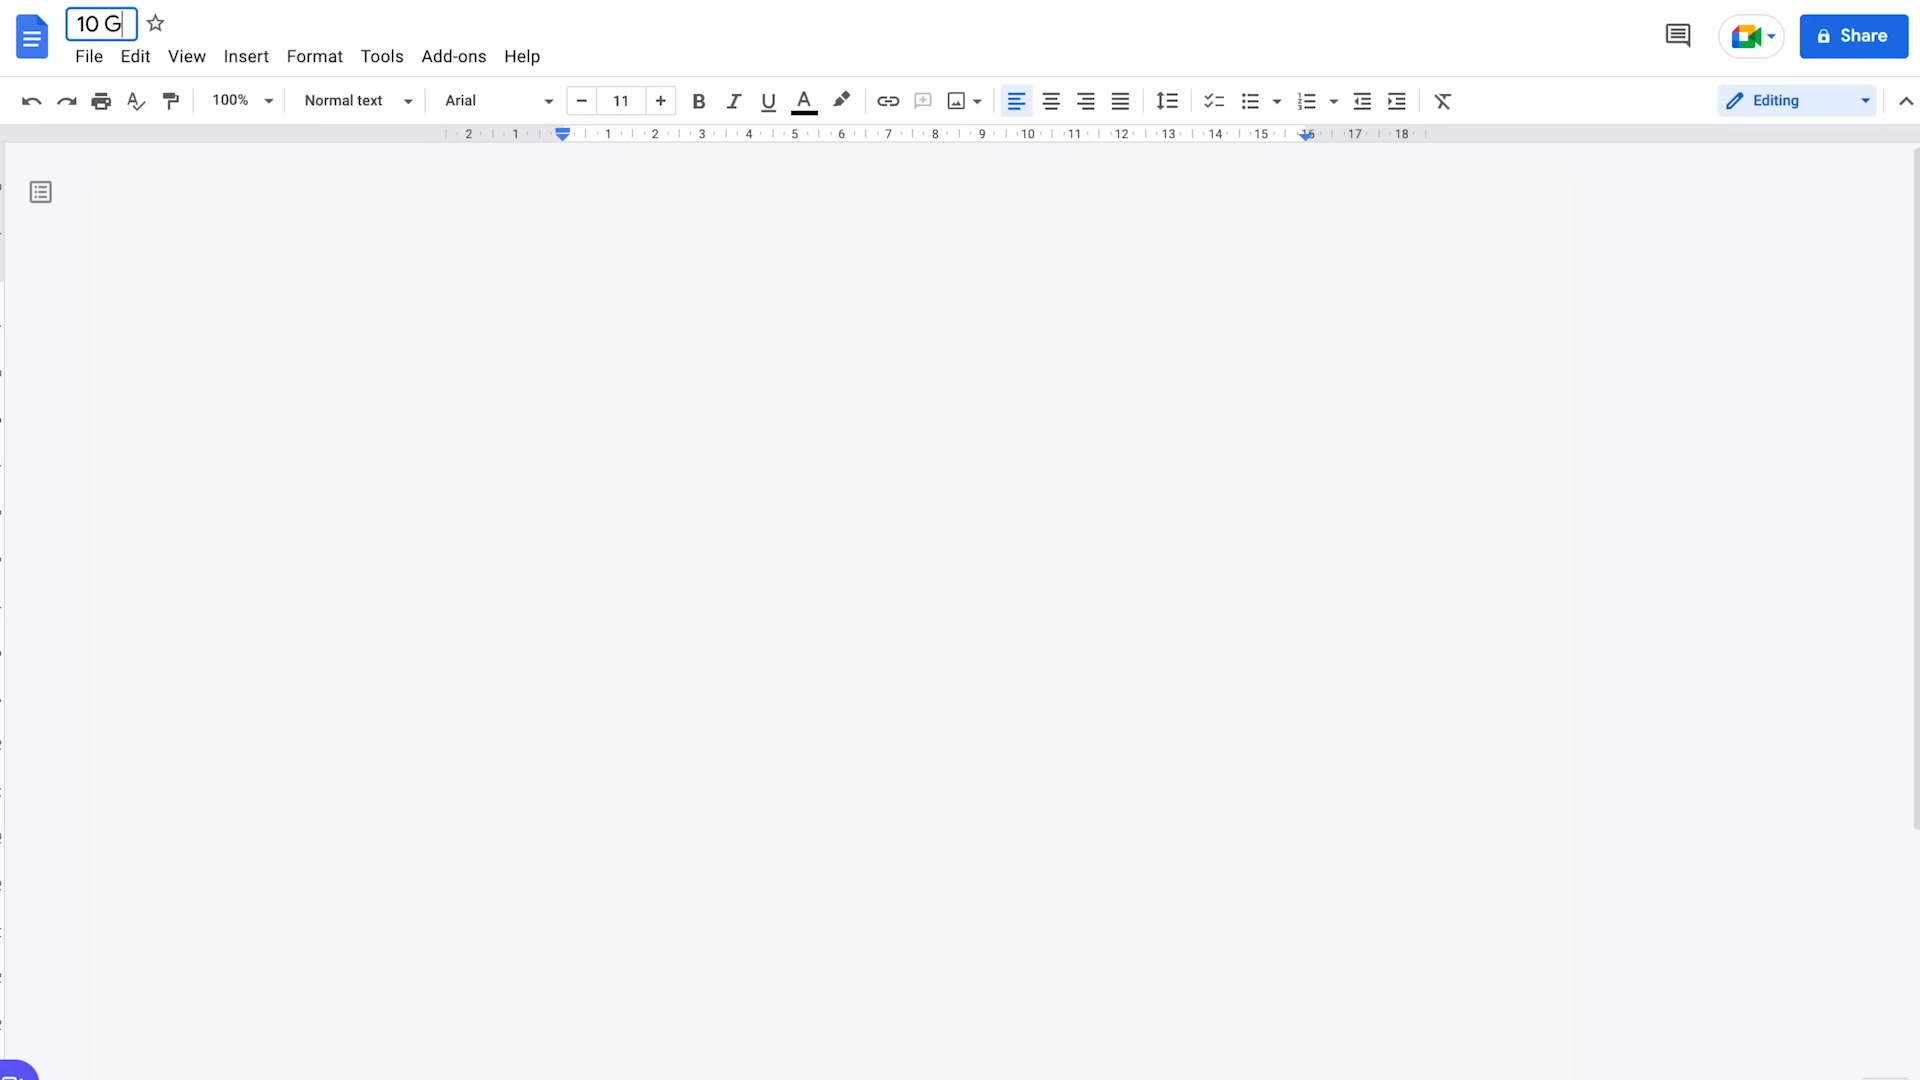 10 G
File Edit View Insert Format Tools Add-ons Help
Share
100% Normal text Arial − 11 + B I U A Editing
2 1 1 2 3 4 5 6 7 8 9 10 11 12 13 14 15 16 17 18